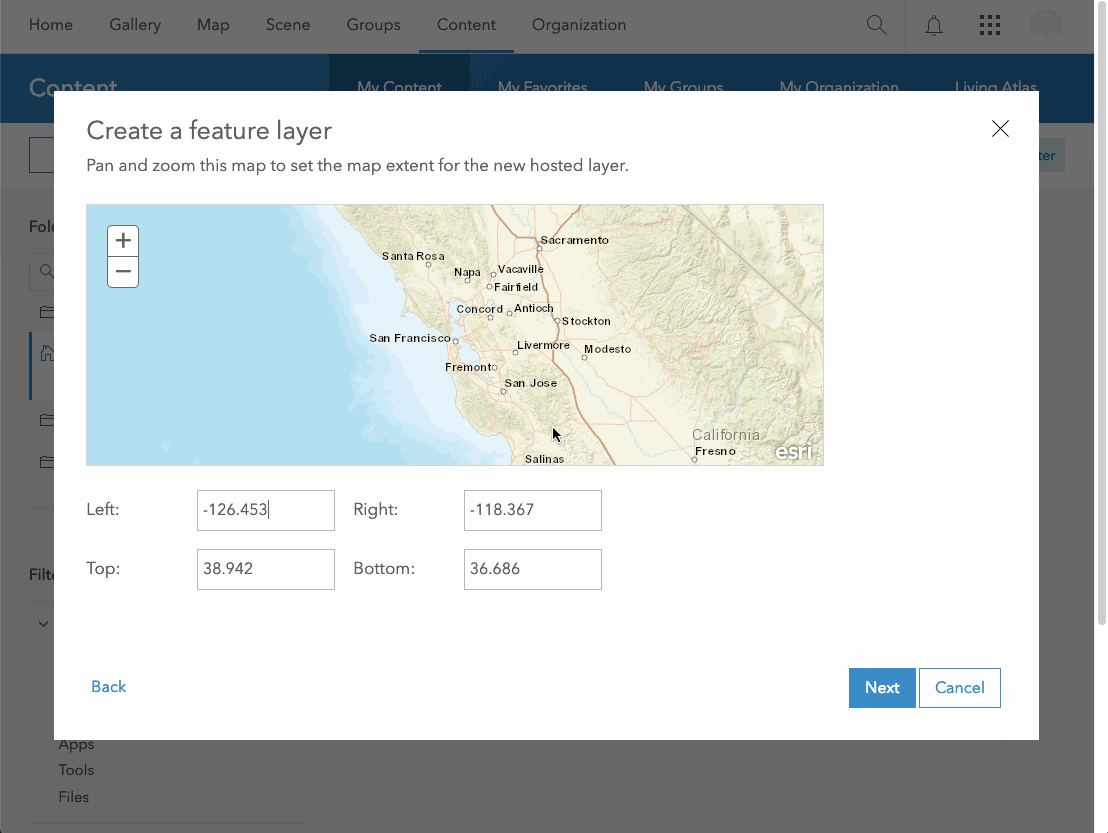 Home Gallery Map Scene Groups Content Organization
Content My Content My Favorites My Groups My Organization Living Atlas
Create a feature layer
Pan and zoom this map to set the map extent for the new hosted layer.
+
−
Sacramento
Santa Rosa
Napa Vacaville
Fairfield
Concord Antioch
Stockton
San Francisco
Livermore
Modesto
Fremont
San Jose
California
Fresno
esri
Salinas
Left: -126.453 Right: -118.367
Top: 38.942 Bottom: 36.686
Back
Next Cancel
Apps
Tools
Files